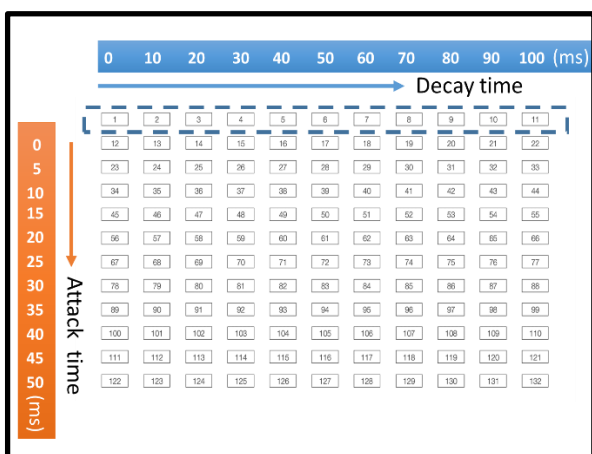 0 10 20 30 40 50 60 70 80 90 100 (ms)
Decay time
1 2 3 4 5 6 7 8 9 10 11
0 12 13 14 15 16 17 18 19 20 21 22
5 23 24 25 26 27 28 29 30 31 32 33
10 34 35 36 37 38 39 40 41 42 43 44
15 45 46 47 48 49 50 51 52 53 54 55
20 56 57 58 59 60 61 62 63 64 65 66
25 67 68 69 70 71 72 73 74 75 76 77
30 78 79 80 81 82 83 84 85 86 87 88
35 89 90 91 92 93 94 95 96 97 98 99
40 100 101 102 103 104 106 106 107 108 109 110
45 111 112 113 114 115 116 117 118 119 120 121
50 122 123 124 125 126 127 128 129 130 131 132
(ms)
Attack time